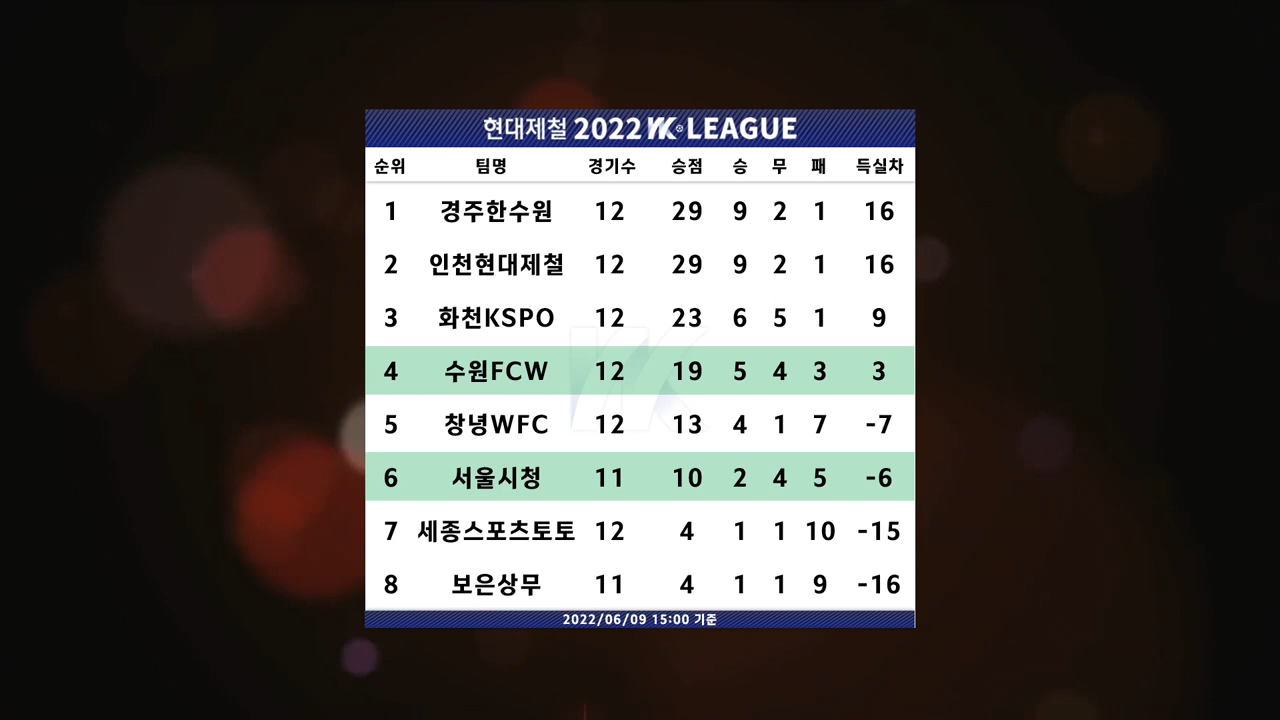 현대제철 2022 WK LEAGUE
순위 팀명 경기수 승점 승 무 패 득실차
1 경주한수원 12 29 9 2 1 16
2 인천현대제철 12 29 9 2 1 16
3 화천KSPO 12 23 6 5 1 9
4 수원FCW 12 19 5 4 3 3
5 창녕WFC 12 13 4 1 7 -7
6 서울시청 11 10 2 4 5 -6
7 세종스포츠토토 12 4 1 1 10 -15
8 보은상무 11 4 1 1 9 -16
2022/06/09 15:00 기준